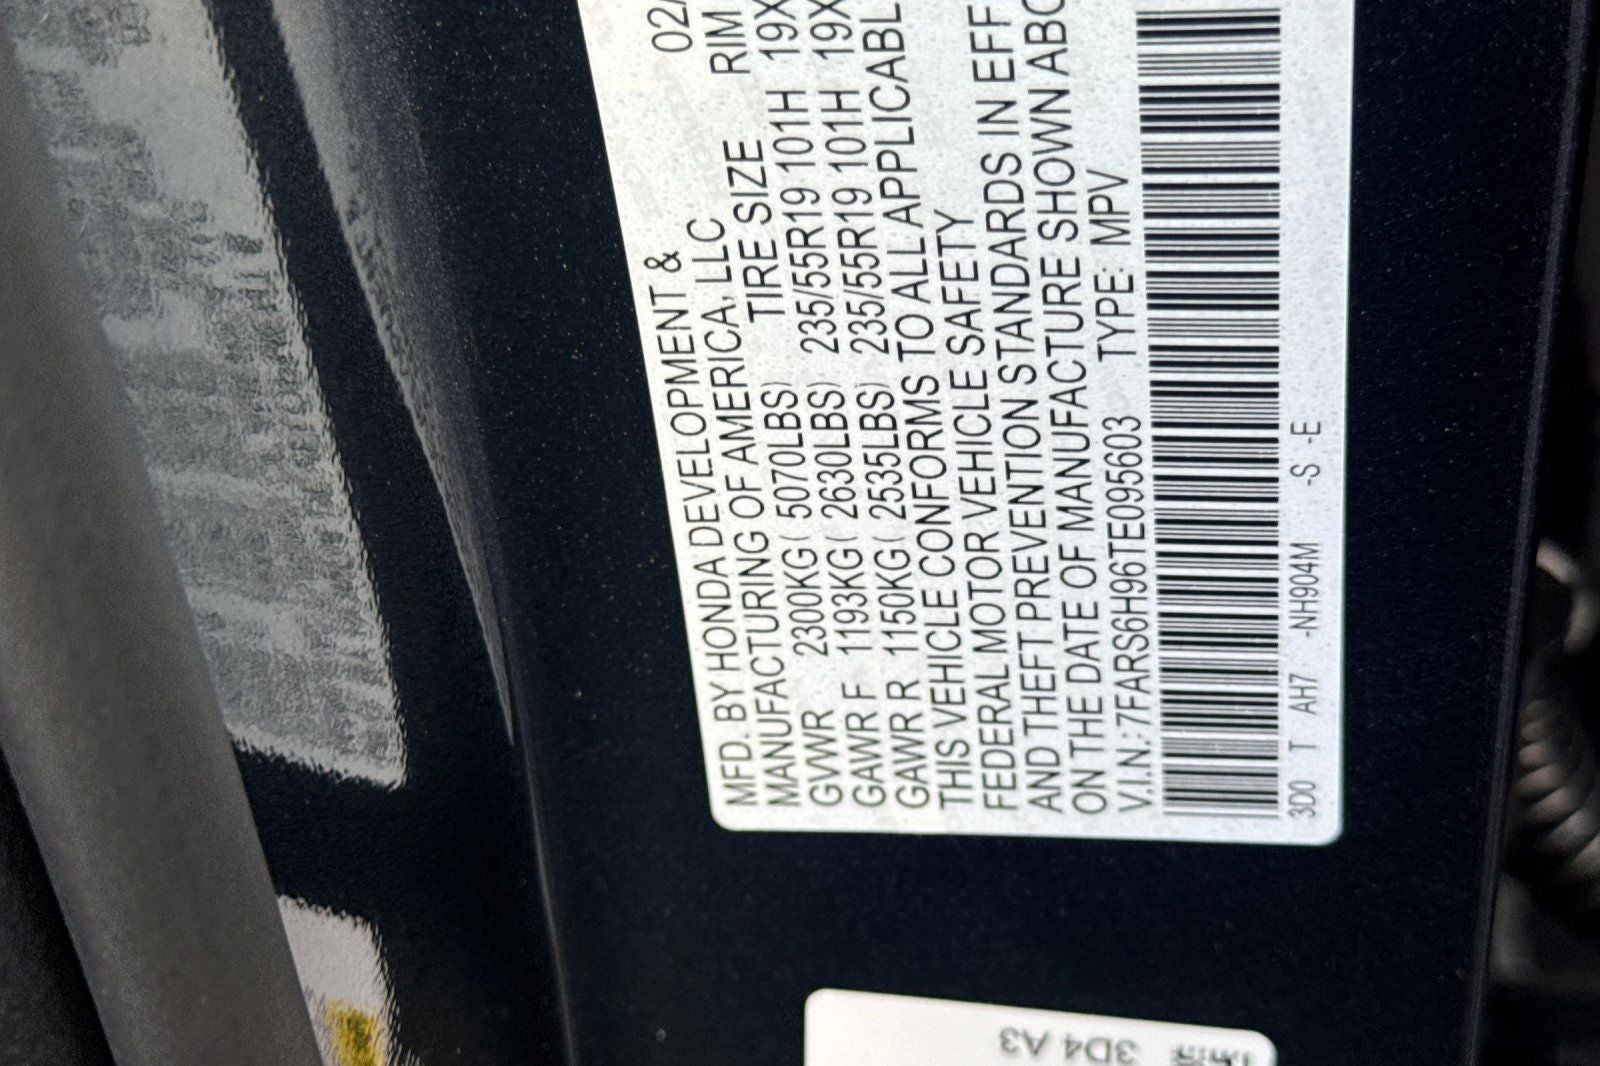 MFD. BY HONDA DEVELOPMENT & 02/
MANUFACTURING OF AMERICA, LLC
TIRE SIZE RIM
GVWR 2300KG( 5070LBS)
GAWR F 1193KG( 2630LBS) 235/55R19 101H 19X
GAWR R 1150KG( 2535LBS) 235/55R19 101H 19X
THIS VEHICLE CONFORMS TO ALL APPLICABL
FEDERAL MOTOR VEHICLE SAFETY
AND THEFT PREVENTION STANDARDS IN EFF
ON THE DATE OF MANUFACTURE SHOWN ABO
V.I.N.:7FARS6H96TE095603 TYPE: MPV
3D0 T AH7 -NH904M -S -E
3D4 A3